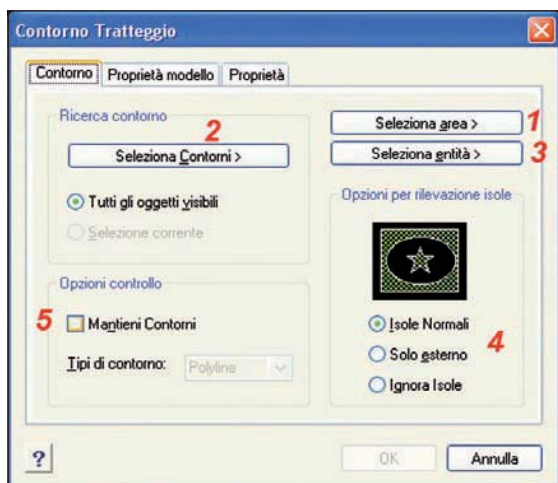 Contorno Tratteggio
Contorno Proprietà modello Proprietà
Ricerca contorno
2
Seleziona Contorni >
Tutti gli oggetti visibili
Selezione corrente
Opzioni controllo
5 Mantieni Contorni
Tipi di contorno: Polyline
Seleziona area > 1
Seleziona entità > 3
Opzioni per rilevazione isole
Isole Normali
Solo esterno 4
Ignora Isole
? OK Annulla